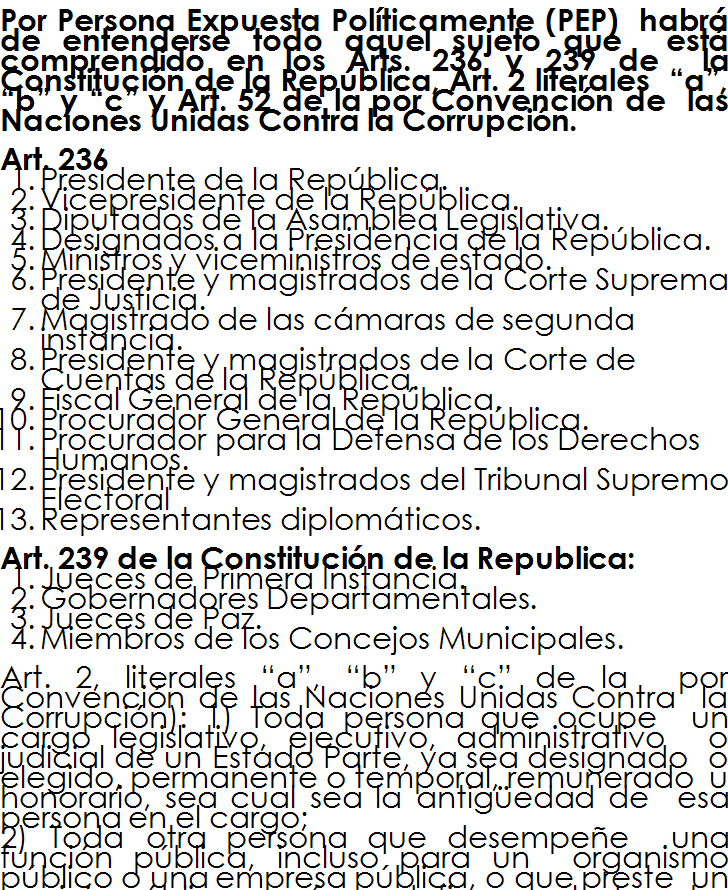 Por Persona Expuesta Políticamente (PEP) habrá
de entenderse todo aquel sujeto que está
comprendido en los Arts. 236 y 239 de la
Constitución de la República, Art. 2 literales “a”,
“b” y “c” y Art. 52 de la por Convención de las
Naciones Unidas Contra la Corrupción.
Art. 236
1. Presidente de la República.
2. Vicepresidente de la República.
3. Diputados de la Asamblea Legislativa.
4. Designados a la Presidencia de la República.
5. Ministros y viceministros de estado.
6. Presidente y magistrados de la Corte Suprema
de Justicia.
7. Magistrado de las cámaras de segunda
instancia.
8. Presidente y magistrados de la Corte de
Cuentas de la República.
9. Fiscal General de la República.
10. Procurador General de la República.
11. Procurador para la Defensa de los Derechos
Humanos.
12. Presidente y magistrados del Tribunal Supremo
Electoral
13. Representantes diplomáticos.
Art. 239 de la Constitución de la Republica:
1. Jueces de Primera Instancia.
2. Gobernadores Departamentales.
3. Jueces de Paz.
4. Miembros de los Concejos Municipales.
Art. 2, literales “a”, “b” y “c” de la por
Convención de las Naciones Unidas Contra la
Corrupción): 1) Toda persona que ocupe un
cargo legislativo, ejecutivo, administrativo o
judicial de un Estado Parte, ya sea designado o
elegido, permanente o temporal, remunerado u
honorario, sea cual sea la antigüedad de esa
persona en el cargo;
2) Toda otra persona que desempeñe una
función pública, incluso para un organismo
público o una empresa pública, o que preste un